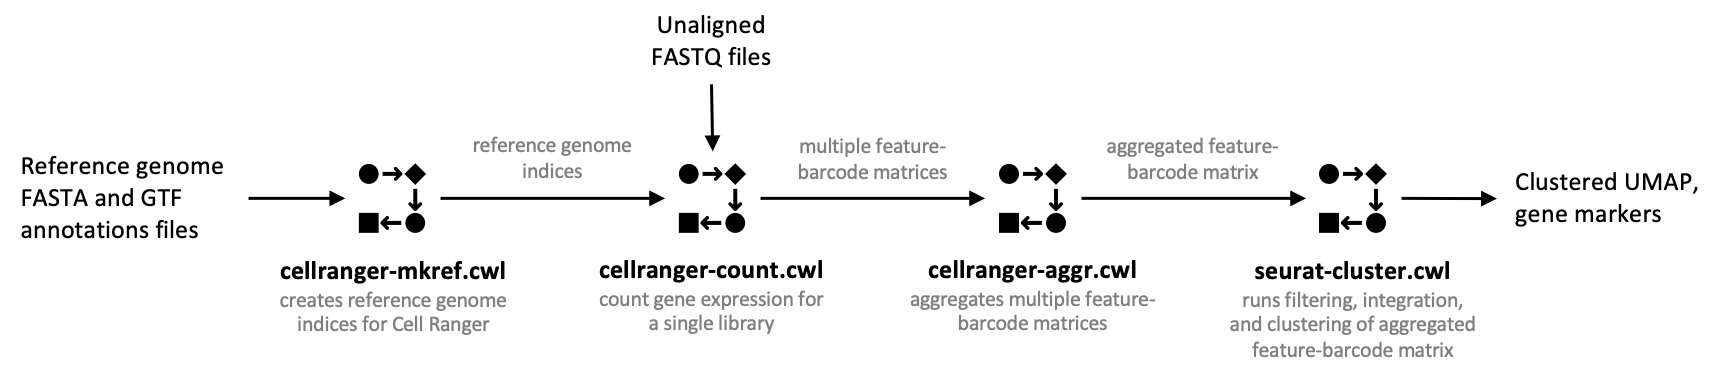 Unaligned
FASTQ files
Reference genome
FASTA and GTF
annotations files
reference genome
indices
multiple feature-
barcode matrices
aggregated feature-
barcode matrix
Clustered UMAP,
gene markers
cellranger-mkref.cwl
creates reference genome
indices for Cell Ranger
cellranger-count.cwl
count gene expression for
a single library
cellranger-aggr.cwl
aggregates multiple feature-
barcode matrices
seurat-cluster.cwl
runs filtering, integration,
and clustering of aggregated
feature-barcode matrix